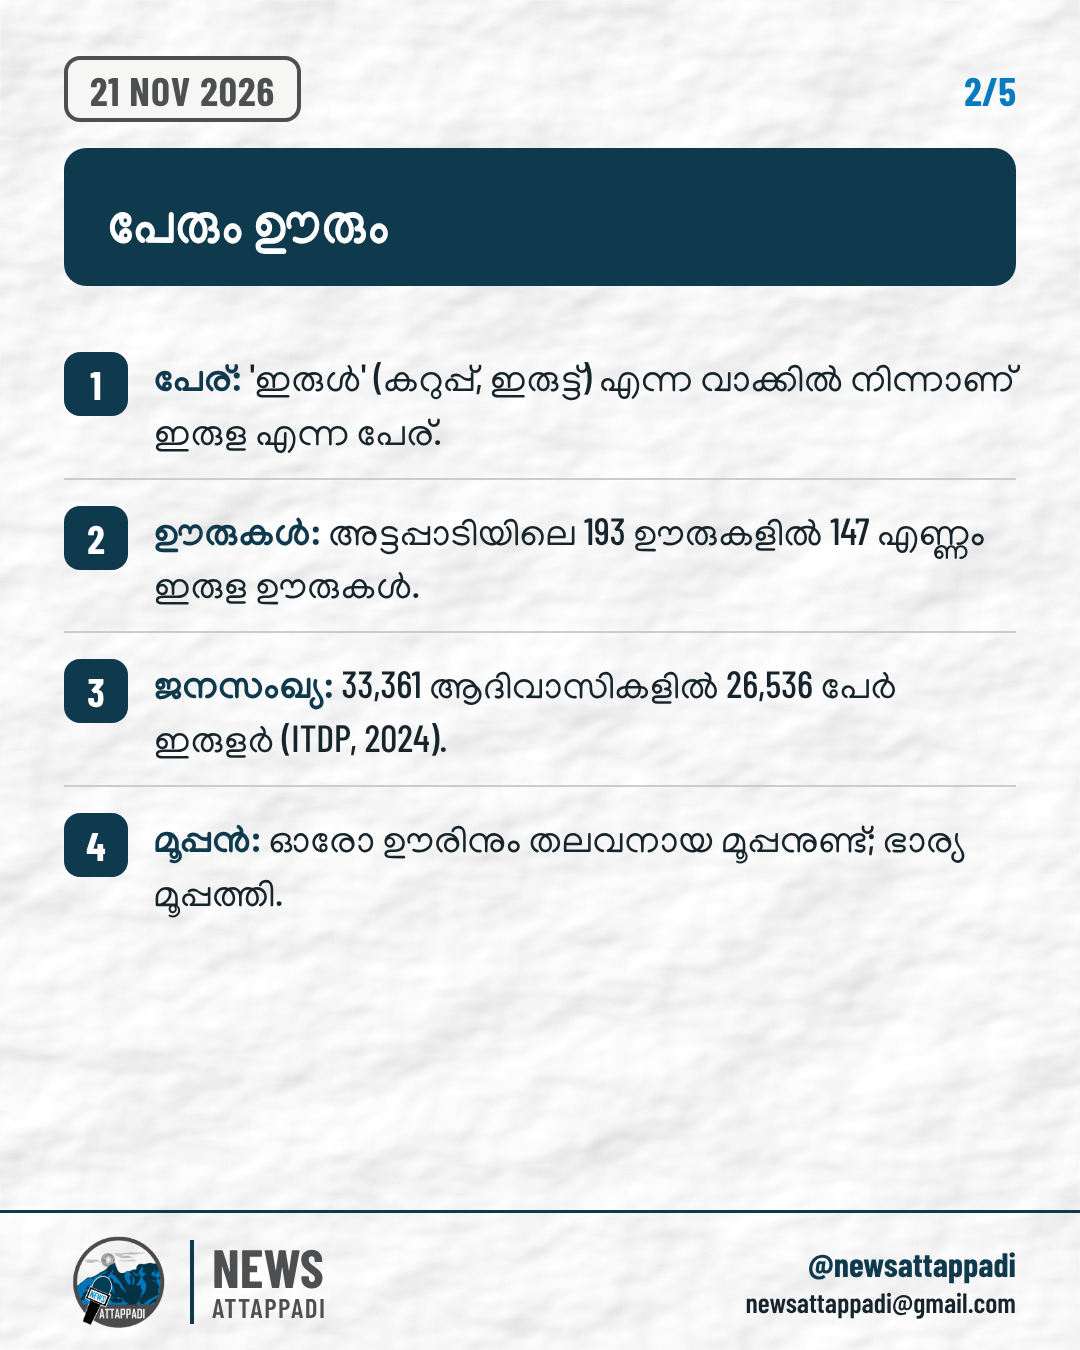 21 NOV 2026
2/5
പേരും ഊരും
1
പേര്: 'ഇരുൾ' (കറുപ്പ്, ഇരുട്ട്) എന്ന വാക്കിൽ നിന്നാണ്
ഇരുള എന്ന പേര്.
2
ഊരുകൾ: അട്ടപ്പാടിയിലെ 193 ഊരുകളിൽ 147 എണ്ണം
ഇരുള ഊരുകൾ.
3
ജനസംഖ്യ: 33,361 ആദിവാസികളിൽ 26,536 പേർ
ഇരുളർ (ITDP, 2024).
4
മൂപ്പൻ: ഓരോ ഊരിനും തലവനായ മൂപ്പനുണ്ട്; ഭാര്യ
മൂപ്പത്തി.
NEWS
ATTAPPADI
NEWS
ATTAPPADI
@newsattappadi
newsattappadi@gmail.com